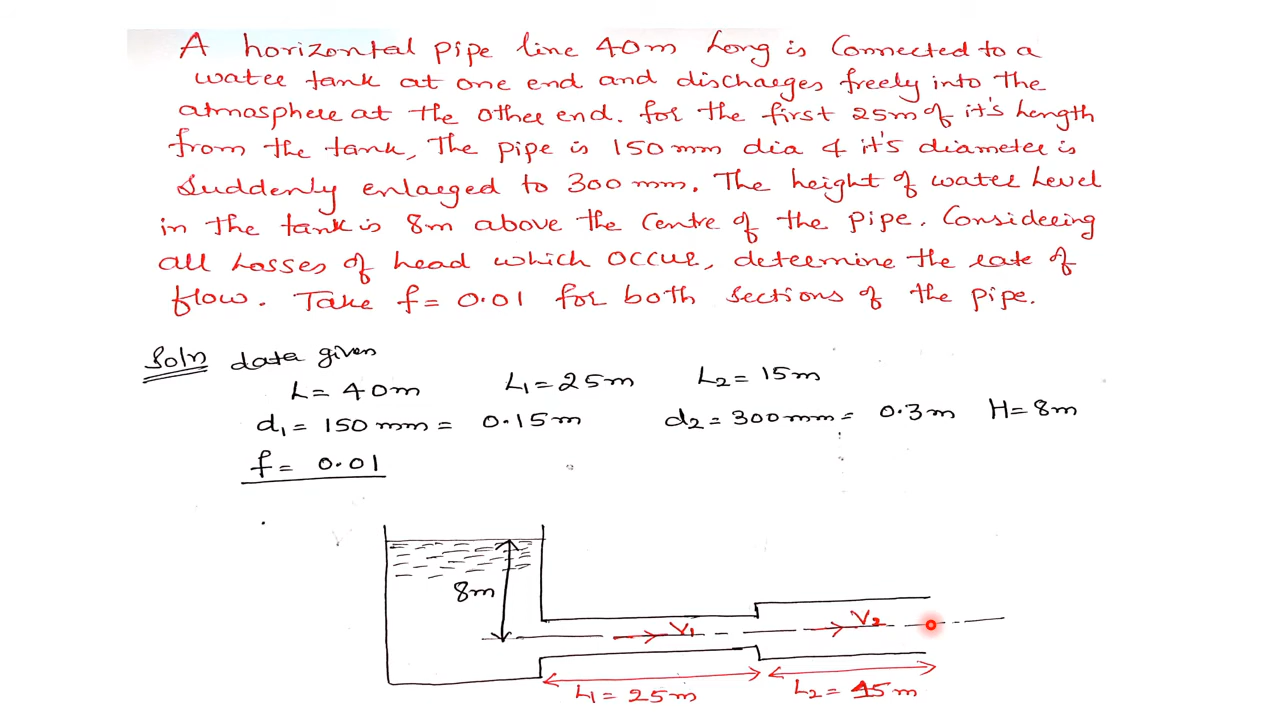 A horizontal pipe line 40m Long is Connected to a
water tank at one end and discharges freely into the
atmosphere at the other end. for the first 25m of it's Length
from the tank, The pipe is 150mm dia & it's diameter is
Suddenly enlarged to 300mm. The height of water Level
in the tank is 8m above the Centre of the pipe. Considering
all Losses of head which occur, determine the rate of
flow. Take f = 0.01 for both sections of the pipe.
Soln data given
L = 40m L1 = 25m L2 = 15m
d1 = 150mm = 0.15m d2 = 300mm = 0.3m H = 8m
f = 0.01
8m
V1 V2
L1 = 25m L2 = 15m